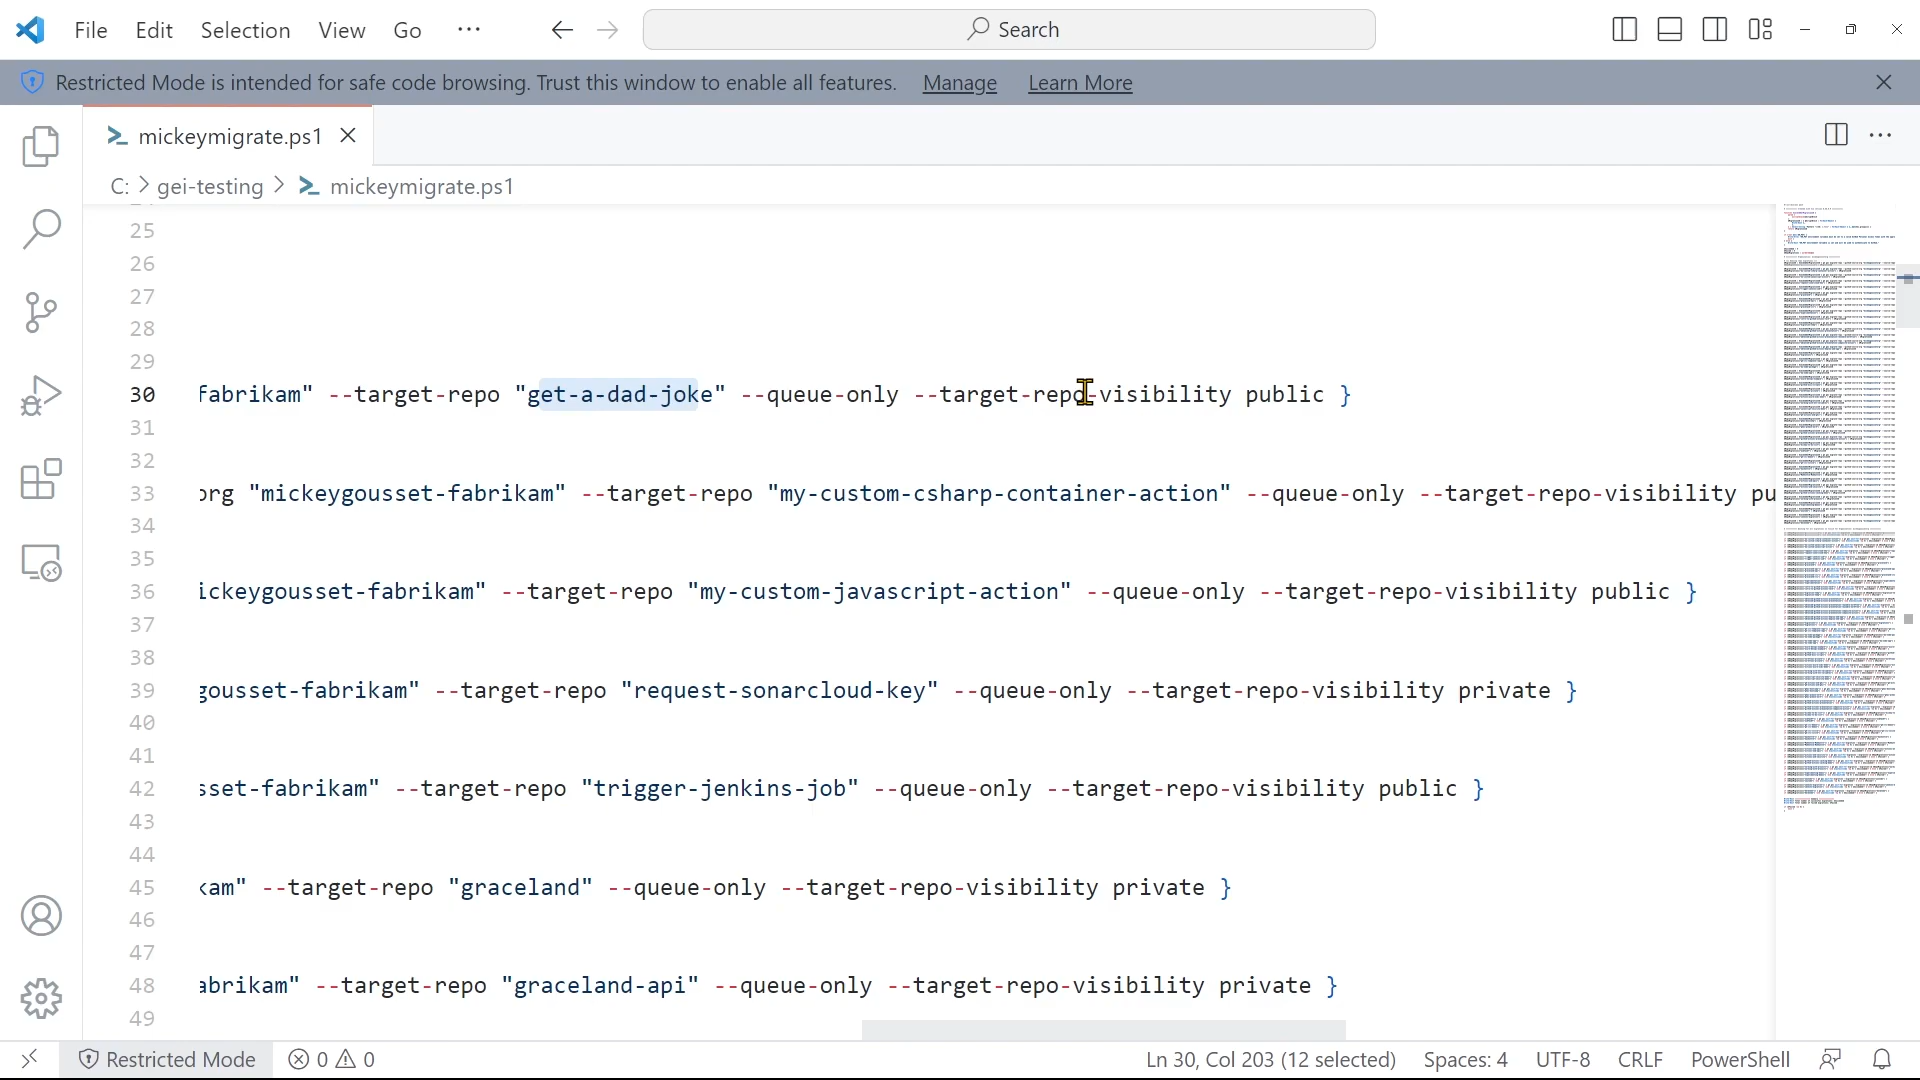 File Edit Selection View Go ··· Search
Restricted Mode is intended for safe code browsing. Trust this window to enable all features. Manage Learn More
mickeymigrate.ps1
C: > gei-testing > mickeymigrate.ps1
25
26
27
28
29
30 fabrikam" --target-repo "get-a-dad-joke" --queue-only --target-repo-visibility public }
31
32
33 org "mickeygousset-fabrikam" --target-repo "my-custom-csharp-container-action" --queue-only --target-repo-visibility pu
34
35
36 ickeygousset-fabrikam" --target-repo "my-custom-javascript-action" --queue-only --target-repo-visibility public }
37
38
39 gousset-fabrikam" --target-repo "request-sonarcloud-key" --queue-only --target-repo-visibility private }
40
41
42 sset-fabrikam" --target-repo "trigger-jenkins-job" --queue-only --target-repo-visibility public }
43
44
45 kam" --target-repo "graceland" --queue-only --target-repo-visibility private }
46
47
48 abrikam" --target-repo "graceland-api" --queue-only --target-repo-visibility private }
49
Restricted Mode 0 0 Ln 30, Col 203 (12 selected) Spaces: 4 UTF-8 CRLF PowerShell